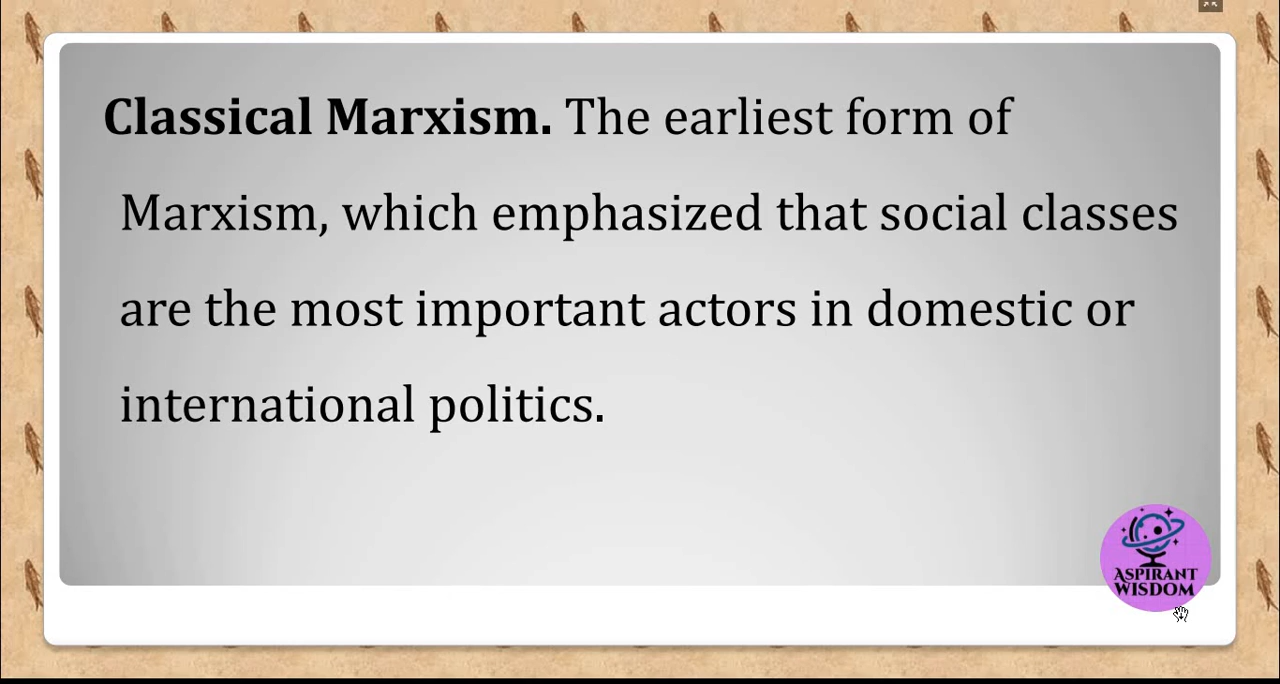 Classical Marxism. The earliest form of
Marxism, which emphasized that social classes
are the most important actors in domestic or
international politics.
ASPIRANT
WISDOM